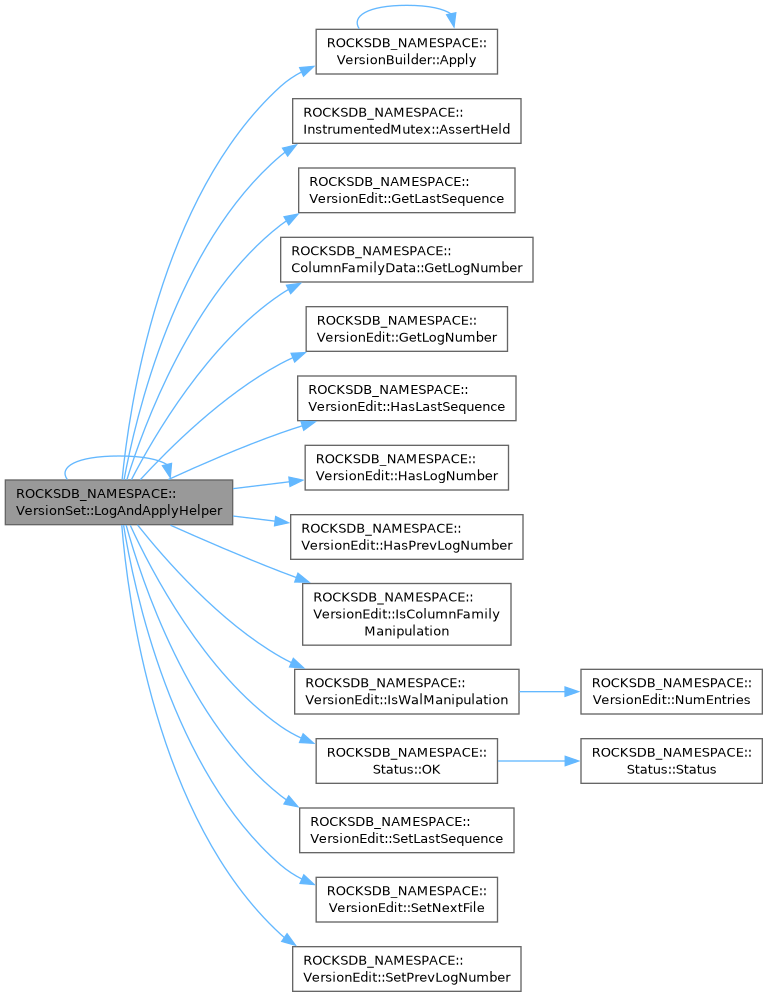 ROCKSDB_NAMESPACE::
VersionBuilder::Apply
ROCKSDB_NAMESPACE::
InstrumentedMutex::AssertHeld
ROCKSDB_NAMESPACE::
VersionEdit::GetLastSequence
ROCKSDB_NAMESPACE::
ColumnFamilyData::GetLogNumber
ROCKSDB_NAMESPACE::
VersionEdit::GetLogNumber
ROCKSDB_NAMESPACE::
VersionEdit::HasLastSequence
ROCKSDB_NAMESPACE::
VersionEdit::HasLogNumber
ROCKSDB_NAMESPACE::
VersionSet::LogAndApplyHelper
ROCKSDB_NAMESPACE::
VersionEdit::HasPrevLogNumber
ROCKSDB_NAMESPACE::
VersionEdit::IsColumnFamily
Manipulation
ROCKSDB_NAMESPACE::
VersionEdit::IsWalManipulation
ROCKSDB_NAMESPACE::
VersionEdit::NumEntries
ROCKSDB_NAMESPACE::
Status::OK
ROCKSDB_NAMESPACE::
Status::Status
ROCKSDB_NAMESPACE::
VersionEdit::SetLastSequence
ROCKSDB_NAMESPACE::
VersionEdit::SetNextFile
ROCKSDB_NAMESPACE::
VersionEdit::SetPrevLogNumber